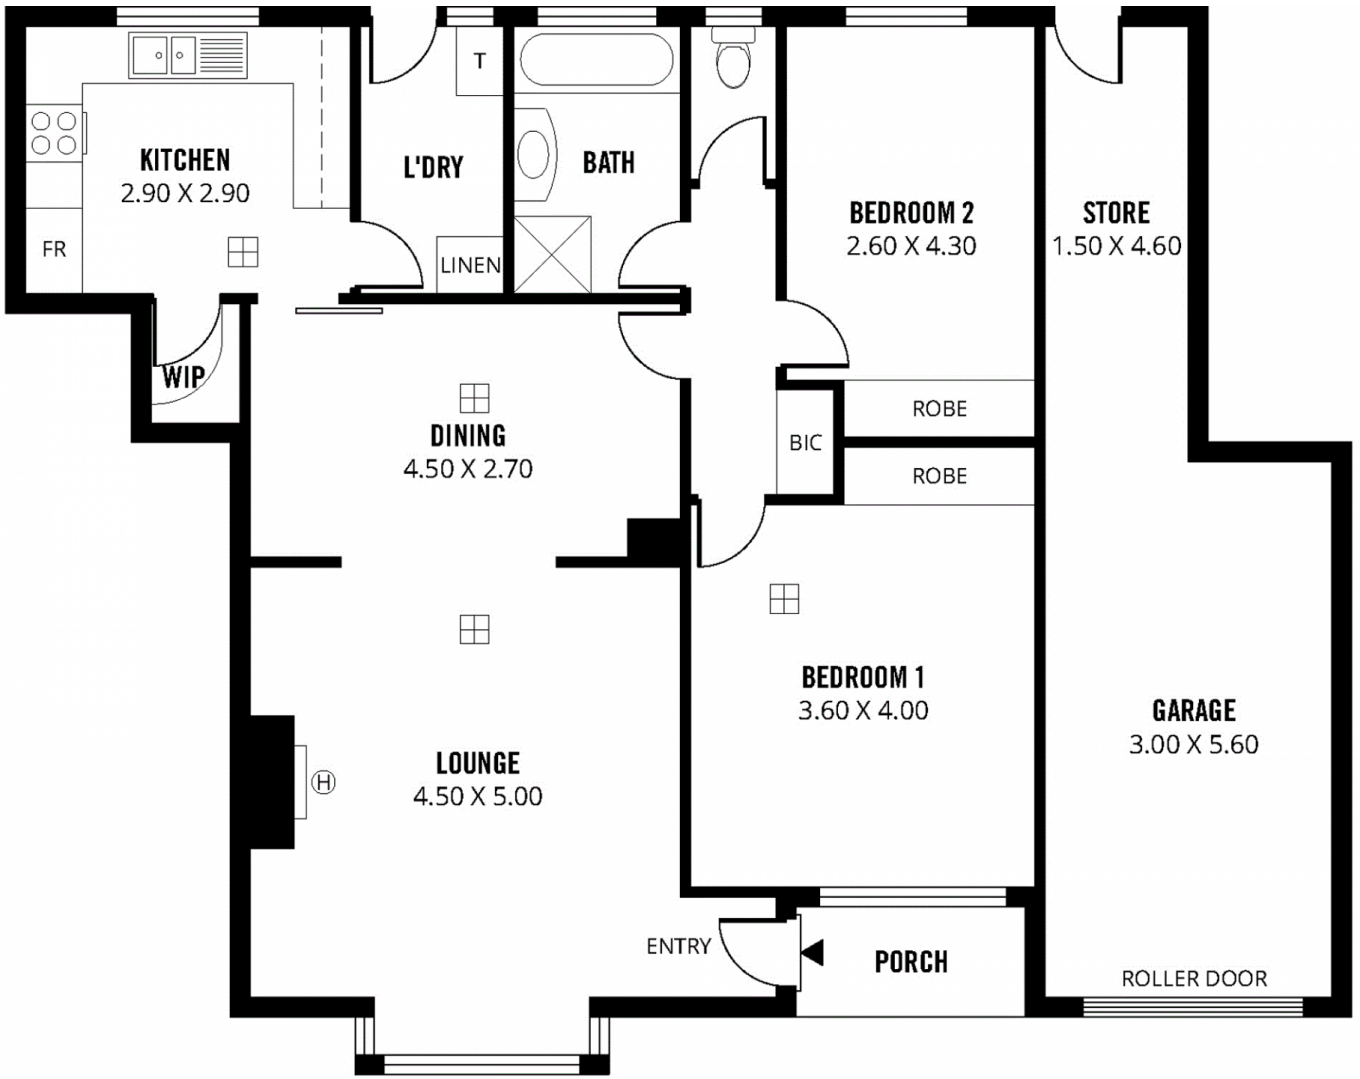 T
KITCHEN
2.90 X 2.90
L'DRY
BATH
BEDROOM 2
2.60 X 4.30
STORE
1.50 X 4.60
FR
LINEN
WIP
ROBE
DINING
4.50 X 2.70
BIC
ROBE
BEDROOM 1
3.60 X 4.00
GARAGE
3.00 X 5.60
LOUNGE
4.50 X 5.00
H
ENTRY
PORCH
ROLLER DOOR